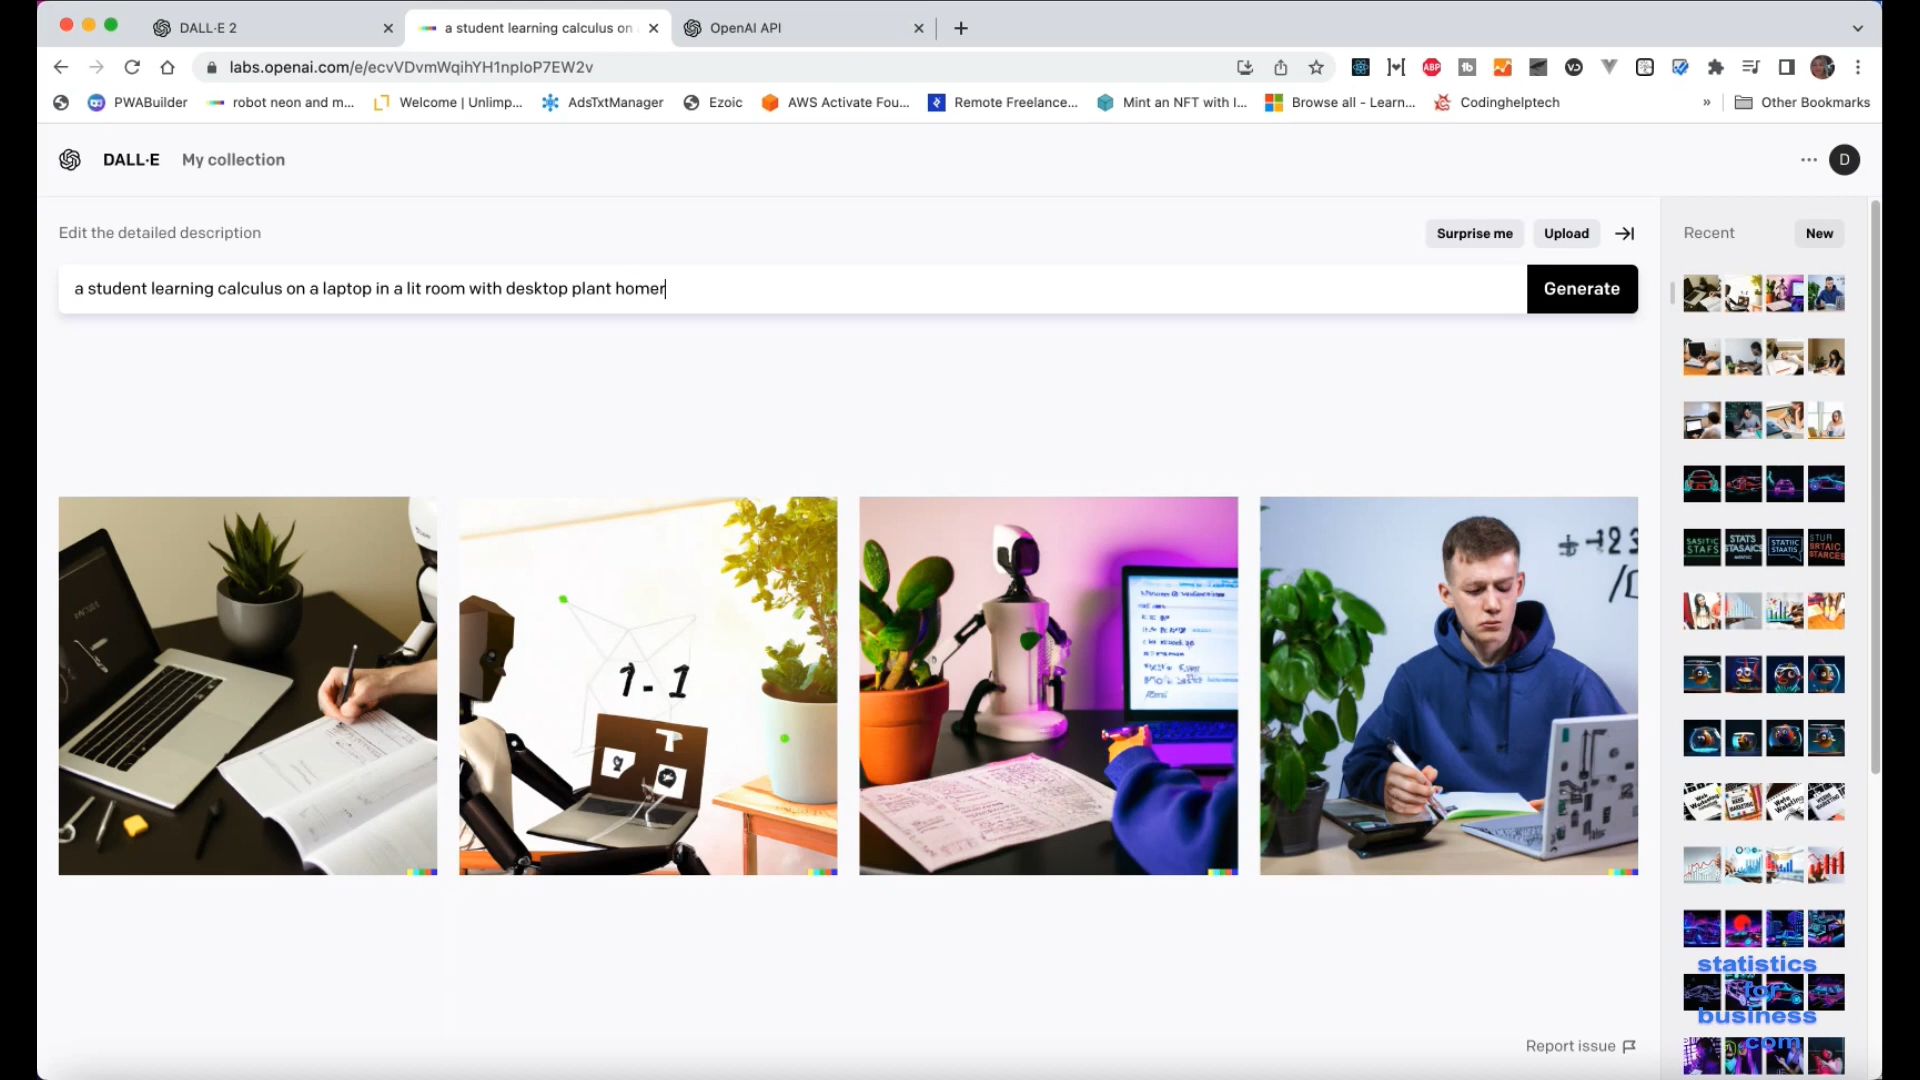 DALL·E 2
a student learning calculus on
OpenAI API
labs.openai.com/e/ecvVDvmWqihYH1npIoP7EW2v
PWABuilder
robot neon and m...
Welcome | Unlimp...
AdsTxtManager
Ezoic
AWS Activate Fou...
Remote Freelance...
Mint an NFT with I...
Browse all - Learn...
Codinghelptech
»
Other Bookmarks
DALL·E
My collection
D
Edit the detailed description
Surprise me
Upload
Recent
New
a student learning calculus on a laptop in a lit room with desktop plant homer
Generate
1-1
ABP
statistics
for
business
.com
Report issue